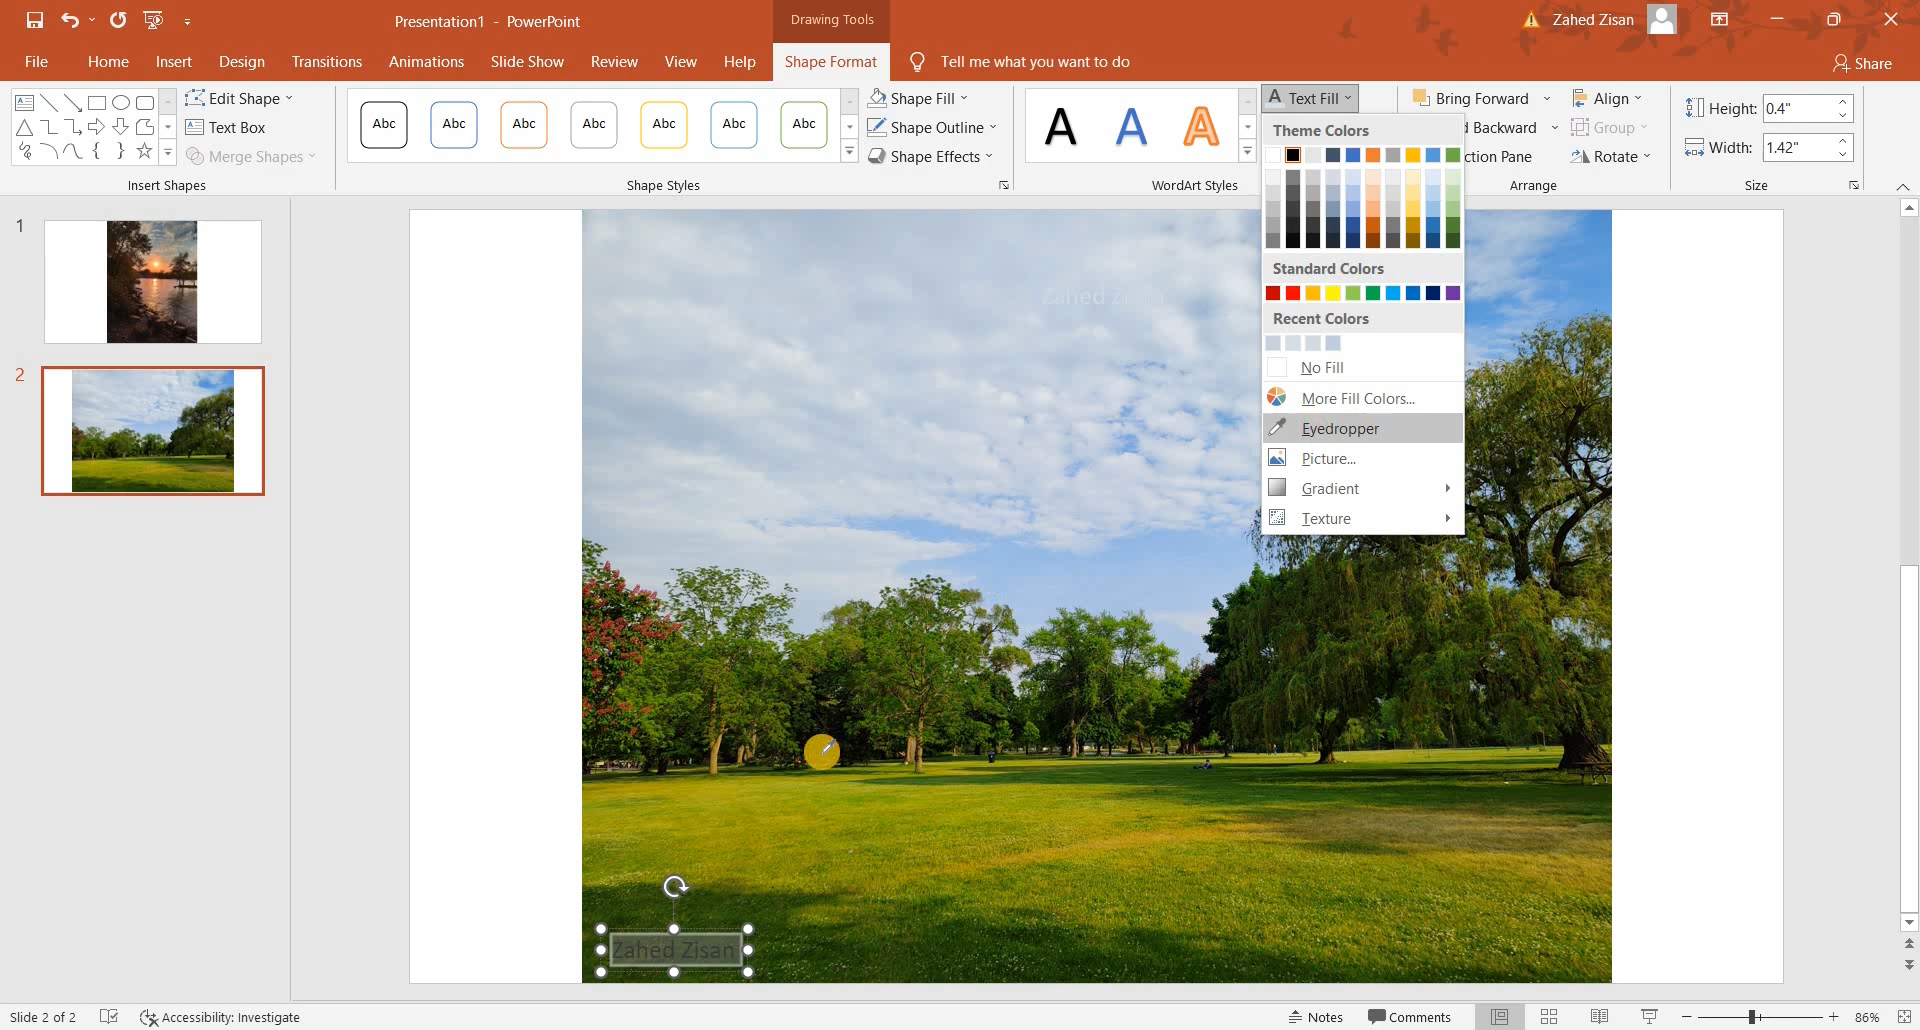 Presentation1 - PowerPoint
Drawing Tools
Zahed Zisan
File Home Insert Design Transitions Animations Slide Show Review View Help Shape Format Tell me what you want to do Share
Edit Shape
Text Box
Merge Shapes
Insert Shapes
Abc Abc Abc Abc Abc Abc Abc
Shape Fill
Shape Outline
Shape Effects
Shape Styles
A A A
WordArt Styles
A Text Fill
Bring Forward
d Backward
ction Pane
Align
Group
Rotate
Arrange
Height: 0.4"
Width: 1.42"
Size
Theme Colors
Standard Colors
Recent Colors
No Fill
More Fill Colors...
Eyedropper
Picture...
Gradient
Texture
1
2
Zahed Zisan
Zahed Zisan
Slide 2 of 2
Accessibility: Investigate
Notes
Comments
86%